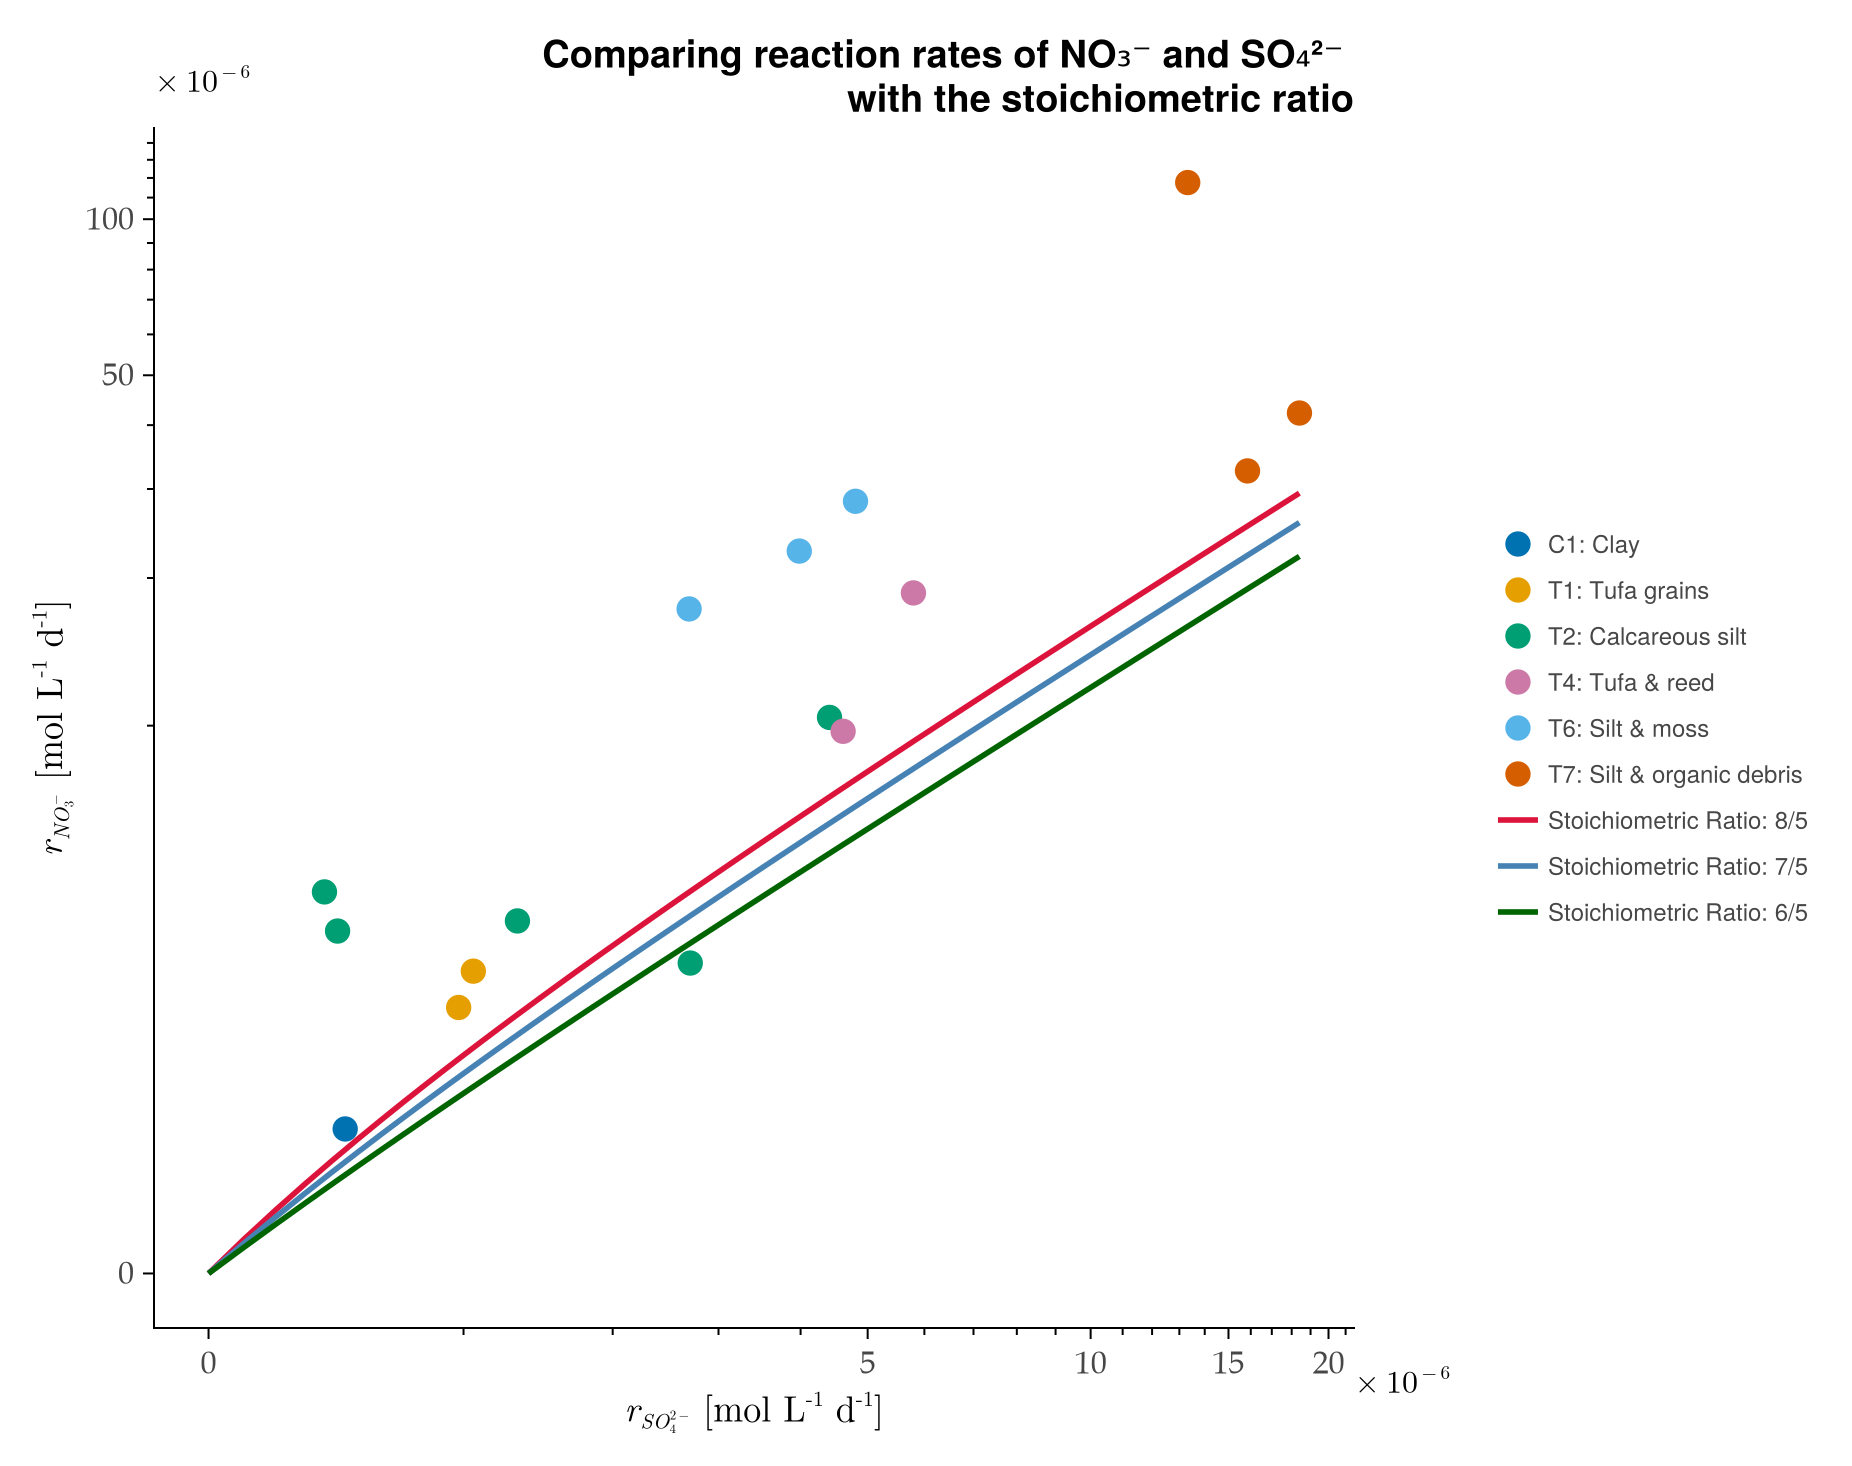 Comparing reaction rates of NO₃⁻ and SO₄²⁻
with the stoichiometric ratio
× 10⁻⁶
100
50
0
r_NO₃⁻ [mol L⁻¹ d⁻¹]
0 5 10 15 20
× 10⁻⁶
r_SO₄²⁻ [mol L⁻¹ d⁻¹]
C1: Clay
T1: Tufa grains
T2: Calcareous silt
T4: Tufa & reed
T6: Silt & moss
T7: Silt & organic debris
Stoichiometric Ratio: 8/5
Stoichiometric Ratio: 7/5
Stoichiometric Ratio: 6/5